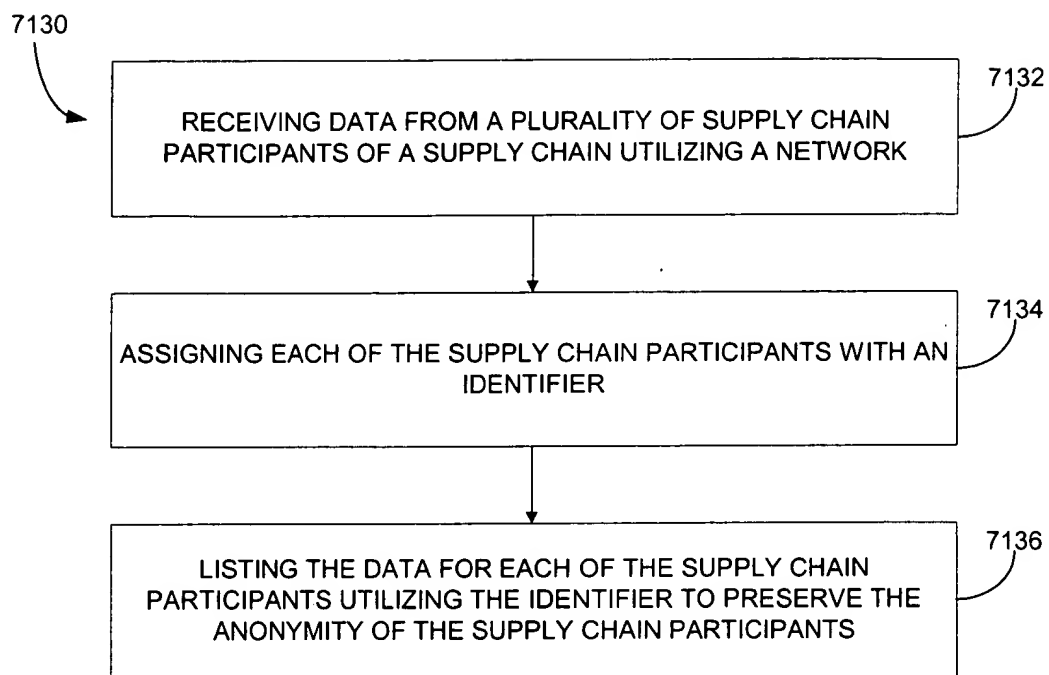 7130
7132
RECEIVING DATA FROM A PLURALITY OF SUPPLY CHAIN
PARTICIPANTS OF A SUPPLY CHAIN UTILIZING A NETWORK
7134
ASSIGNING EACH OF THE SUPPLY CHAIN PARTICIPANTS WITH AN
IDENTIFIER
7136
LISTING THE DATA FOR EACH OF THE SUPPLY CHAIN
PARTICIPANTS UTILIZING THE IDENTIFIER TO PRESERVE THE
ANONYMITY OF THE SUPPLY CHAIN PARTICIPANTS